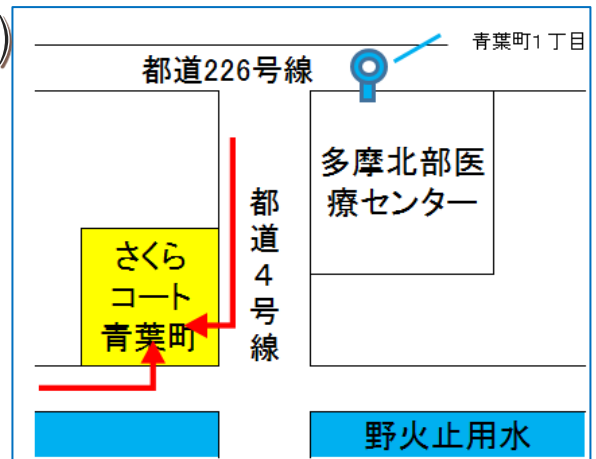 青葉町1丁目
都道226号線
多摩北部医
療センター
都道4号線
さくら
コート
青葉町
野火止用水